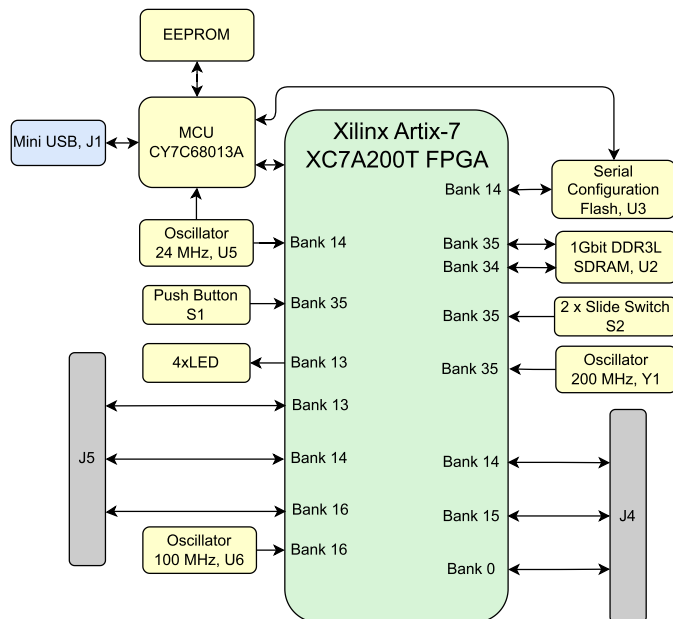 EEPROM
MCU
CY7C68013A
Mini USB, J1
Xilinx Artix-7
XC7A200T FPGA
Bank 14
Serial
Configuration
Flash, U3
Oscillator
24 MHz, U5
Bank 14
Bank 35
Bank 34
1Gbit DDR3L
SDRAM, U2
Push Button
S1
Bank 35
Bank 35
2 x Slide Switch
S2
4xLED
Bank 13
Bank 35
Oscillator
200 MHz, Y1
Bank 13
J5
Bank 14
Bank 14
Bank 16
Bank 15
J4
Oscillator
100 MHz, U6
Bank 16
Bank 0